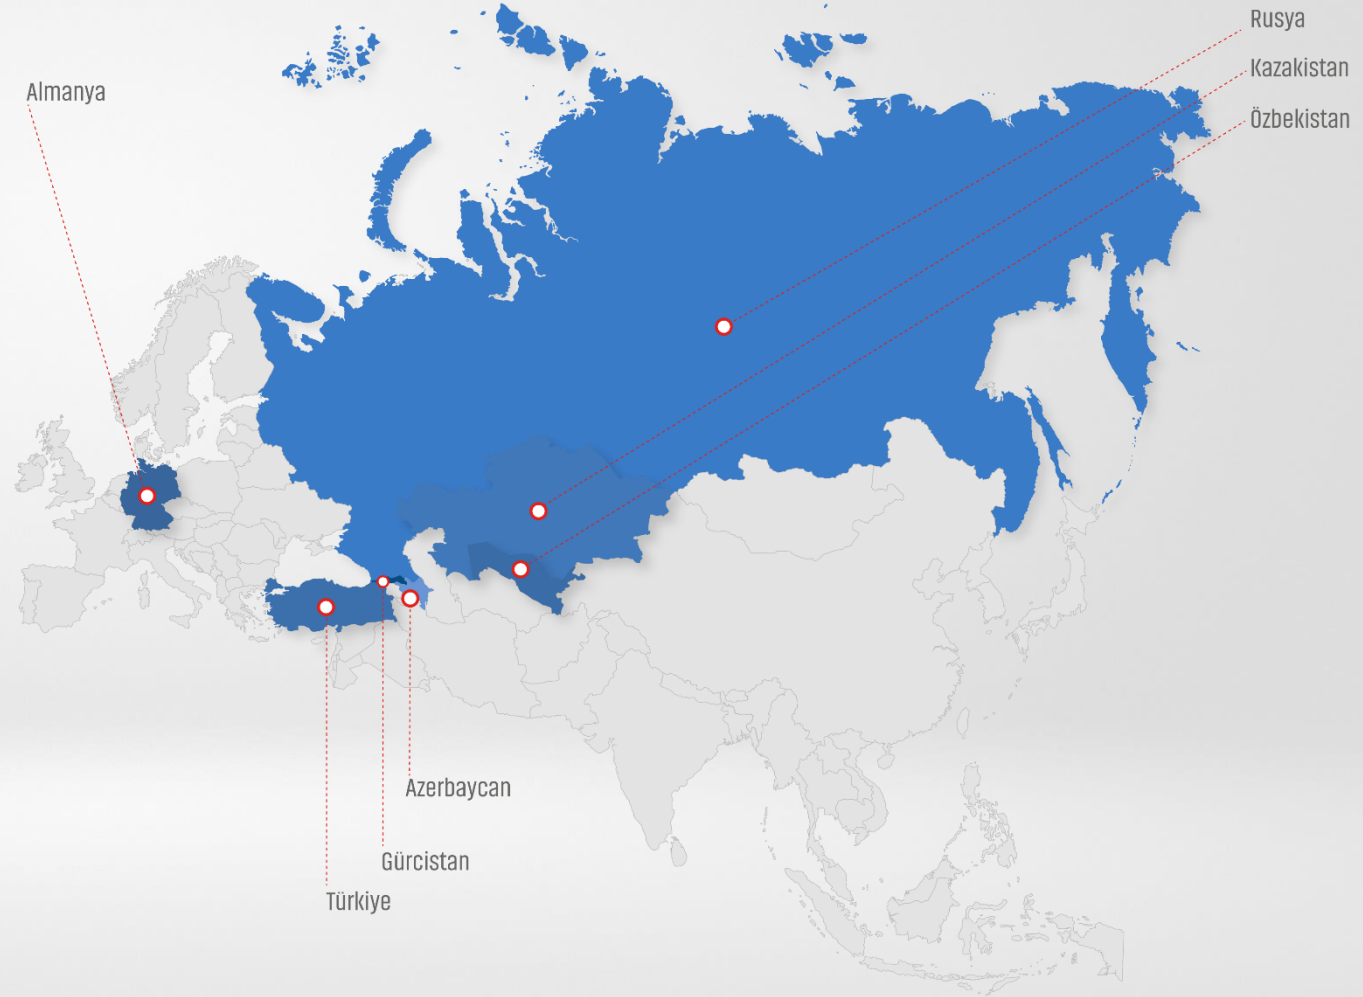 Rusya
Kazakistan
Almanya
Özbekistan
Azerbaycan
Gürcistan
Türkiye